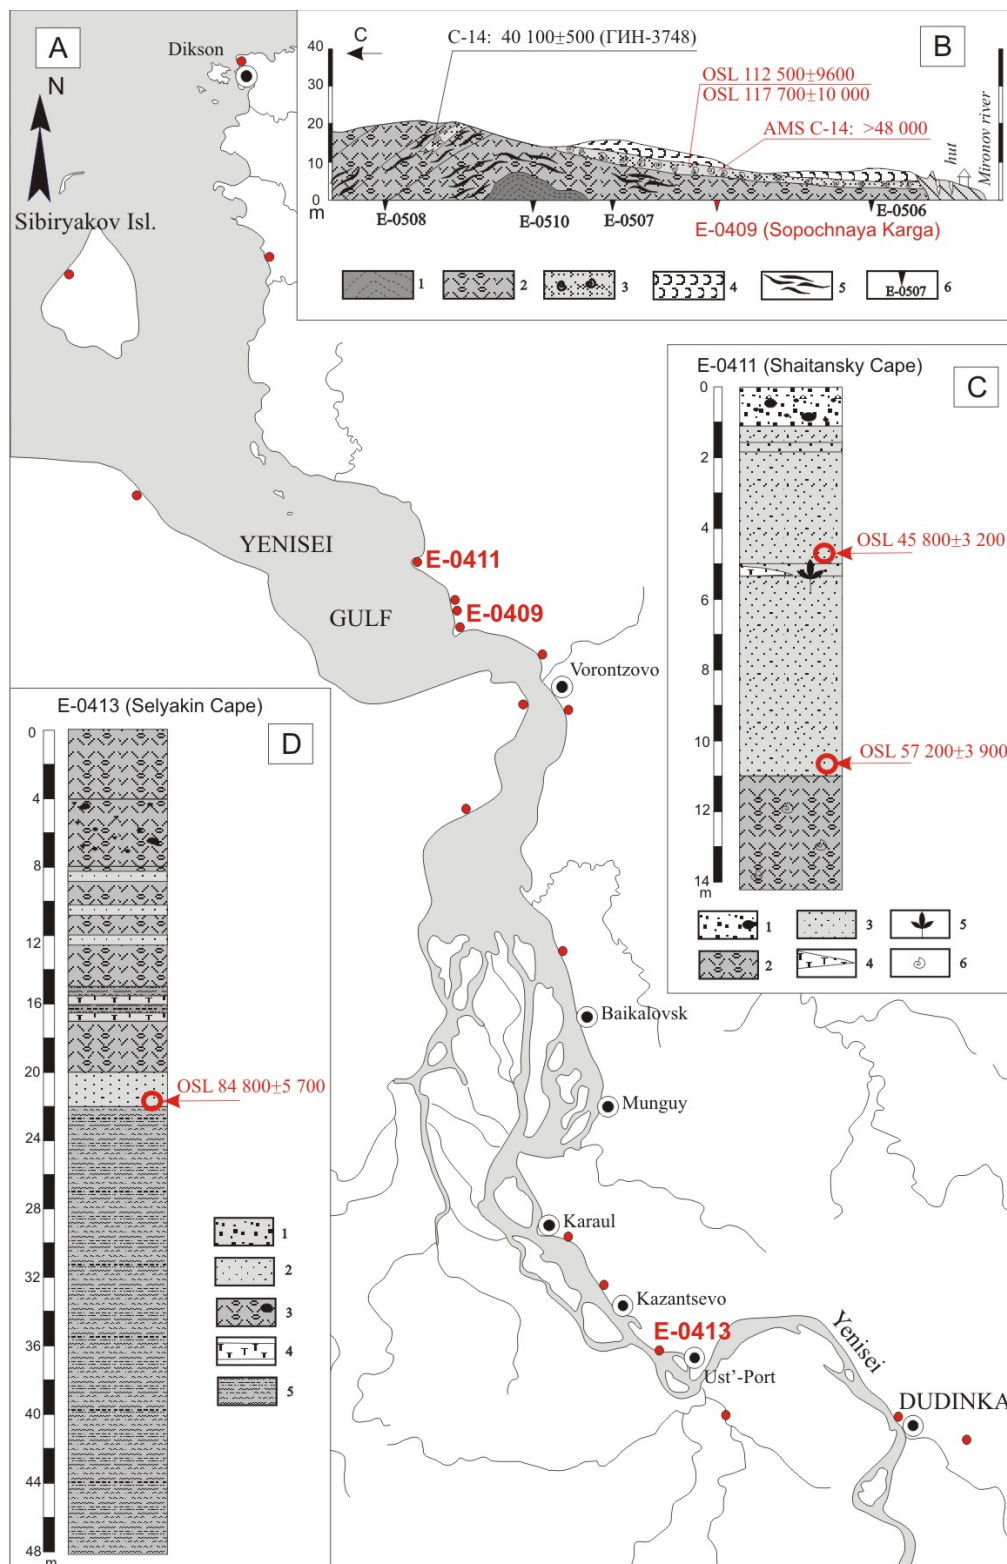 A
N
Dikson
Sibiryakov Isl.
YENISEI
GULF
E-0411
E-0409
Vorontzovo
Baikalovsk
Munguy
Karaul
Kazantsevo
E-0413
Ust'-Port
Yenisei
DUDINKA
B
C
40
30
20
10
0
m
C-14: 40 100±500 (ГИН-3748)
OSL 112 500±9600
OSL 117 700±10 000
AMS C-14: >48 000
hut
Mironov river
E-0508
E-0510
E-0507
E-0409 (Sopochnaya Karga)
E-0506
1
2
3
4
5
E-0507
6
E-0411 (Shaitansky Cape)
C
0
2
4
6
8
10
12
14
m
OSL 45 800±3 200
OSL 57 200±3 900
1
3
5
2
4
6
E-0413 (Selyakin Cape)
D
0
4
8
12
16
20
24
28
32
36
40
44
48
m
OSL 84 800±5 700
1
2
3
4
5